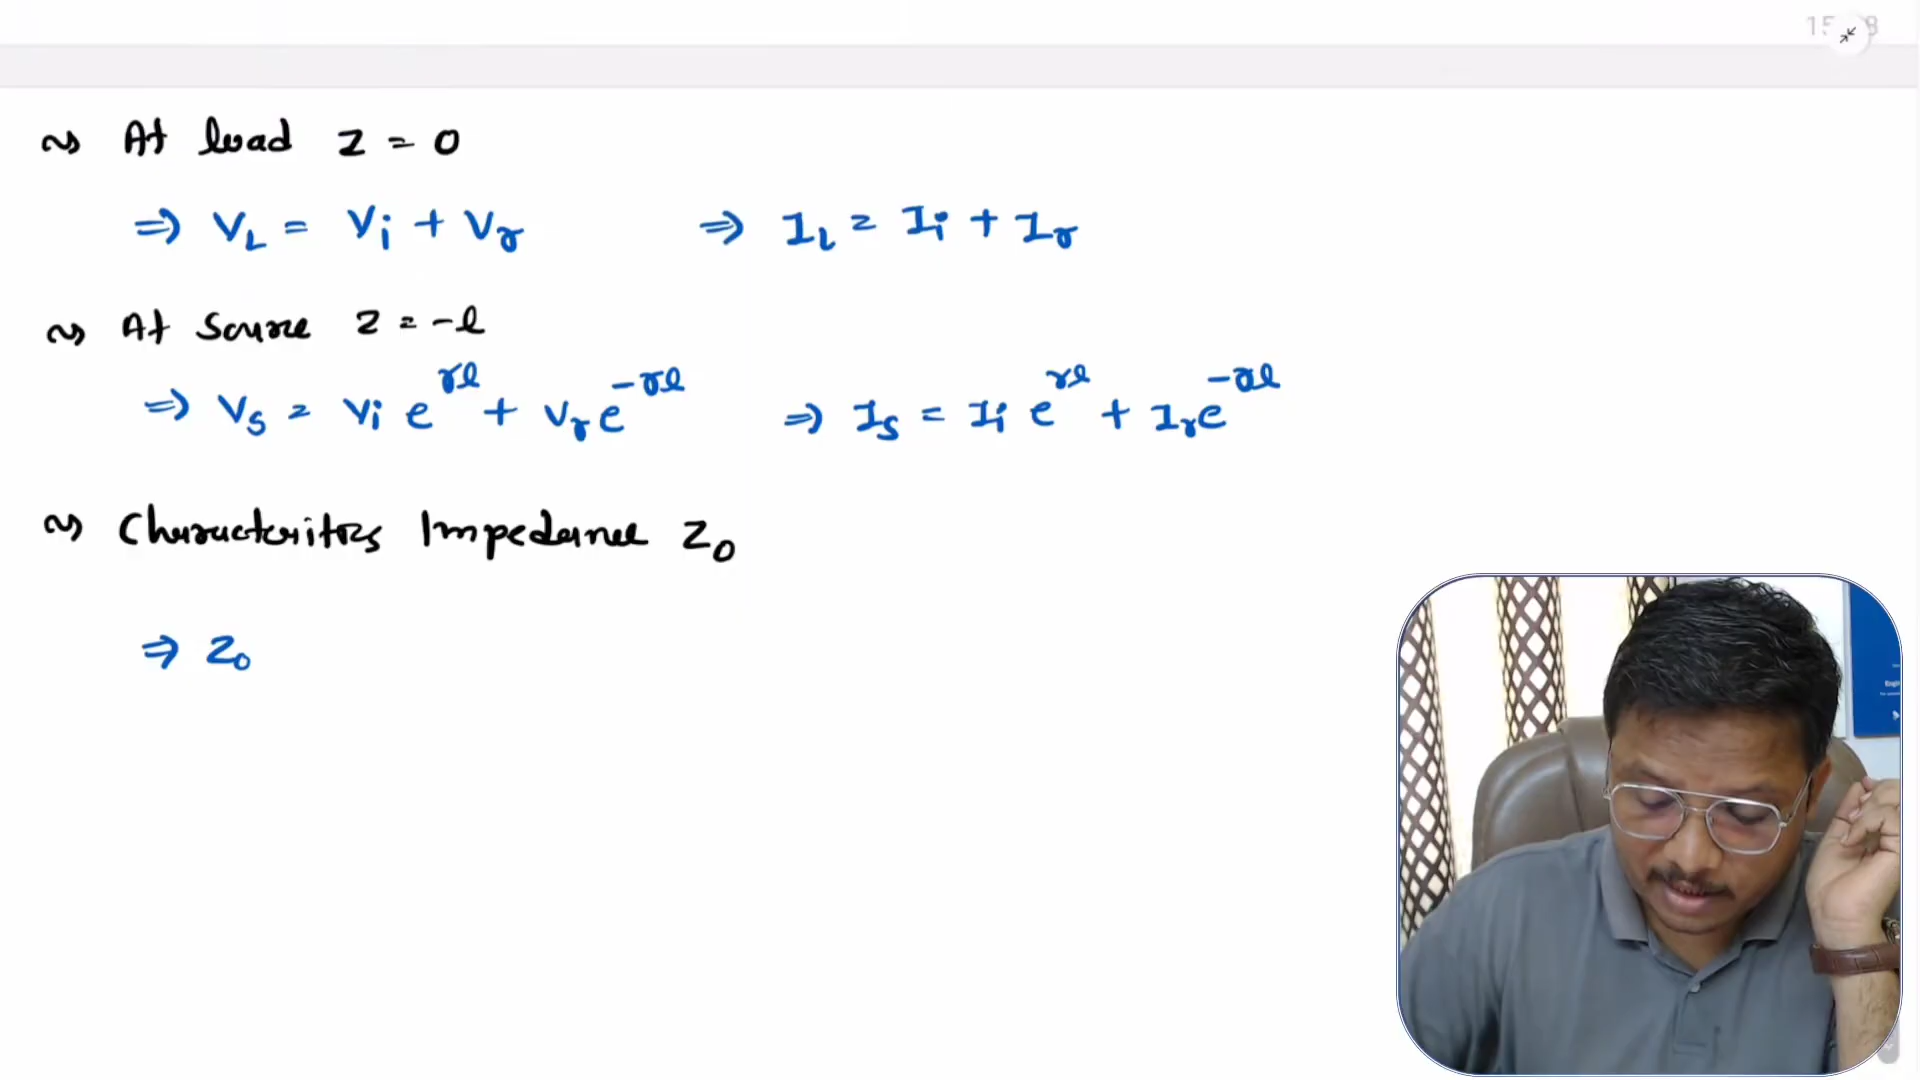 At load z = 0
⇒ V_L = V_i + V_r ⇒ I_L = I_i + I_r
At Source z = -l
⇒ V_S = V_i e^{γl} + V_r e^{-γl} ⇒ I_S = I_i e^{γl} + I_r e^{-γl}
Characteritics Impedance Z_0
⇒ Z_0